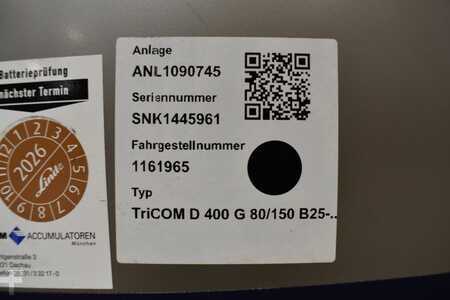 Batterieprüfung
nächster Termin
2026
1 2 3 4 5 6 7 8 9 10 11 12
Linde
M ACCUMULATOREN
München
Anlage
ANL1090745
Seriennummer
SNK1445961
Fahrgestellnummer
1161965
Typ
TriCOM D 400 G 80/150 B25-..